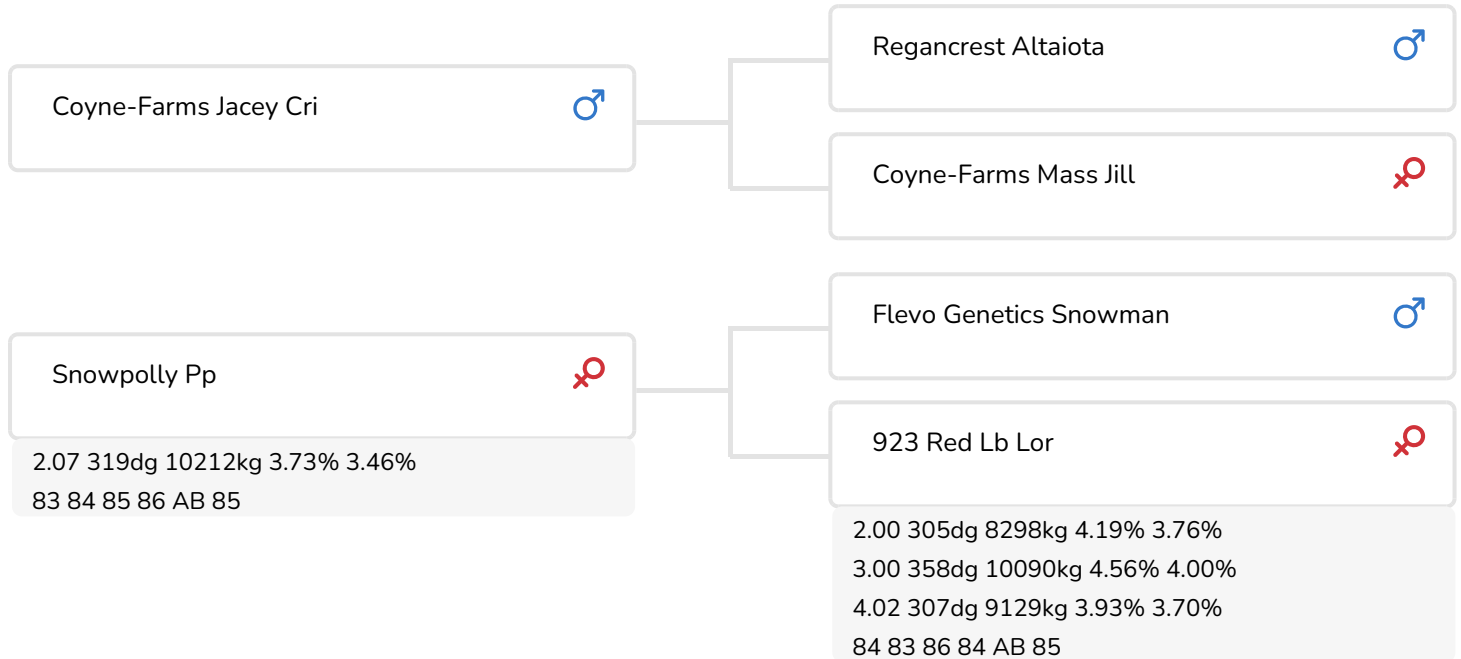 Coyne-Farms Jacey Cri
Regancrest Altaiota
Coyne-Farms Mass Jill
Snowpolly Pp
2.07 319dg 10212kg 3.73% 3.46%
83 84 85 86 AB 85
Flevo Genetics Snowman
923 Red Lb Lor
2.00 305dg 8298kg 4.19% 3.76%
3.00 358dg 10090kg 4.56% 4.00%
4.02 307dg 9129kg 3.93% 3.70%
84 83 86 84 AB 85